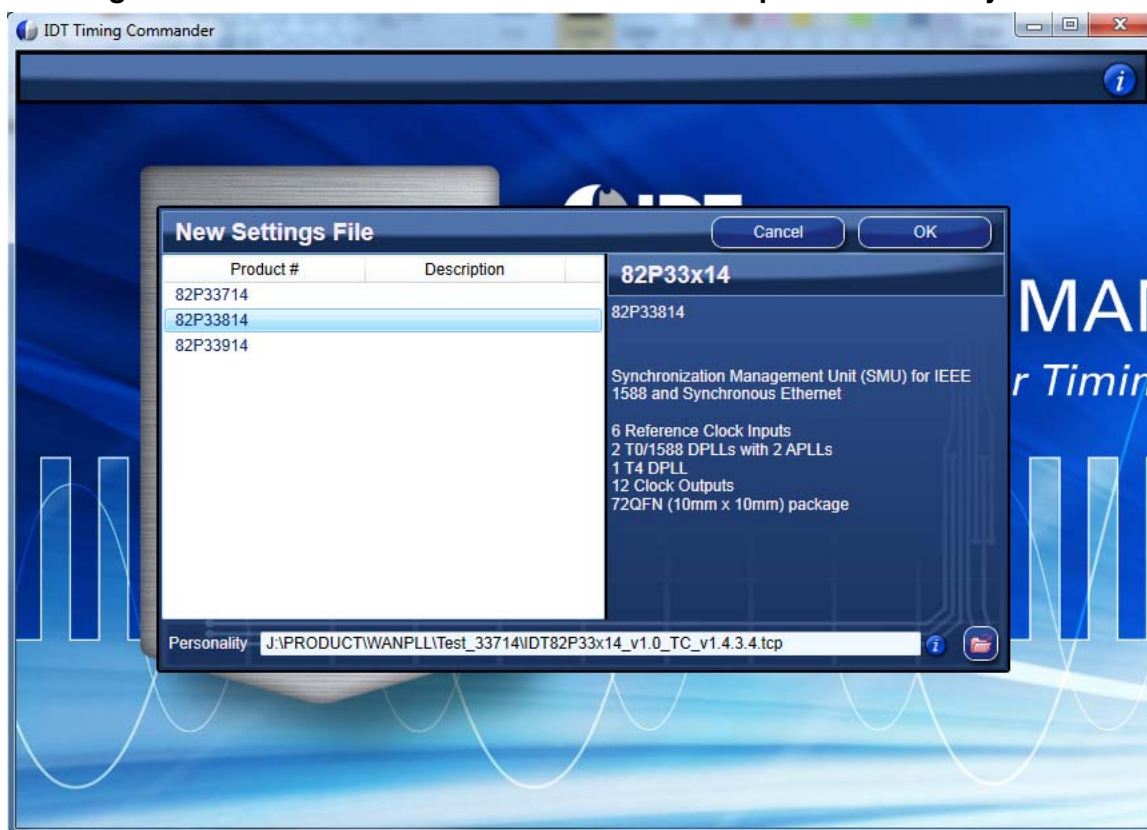 IDT Timing Commander
New Settings File
Cancel
OK
Product #
Description
82P33714
82P33814
82P33914
82P33x14
82P33814
Synchronization Management Unit (SMU) for IEEE
1588 and Synchronous Ethernet
6 Reference Clock Inputs
2 T0/1588 DPLLs with 2 APLLs
1 T4 DPLL
12 Clock Outputs
72QFN (10mm x 10mm) package
Personality
J:\PRODUCT\WANPLL\Test_33714\IDT82P33x14_v1.0_TC_v1.4.3.4.tcp